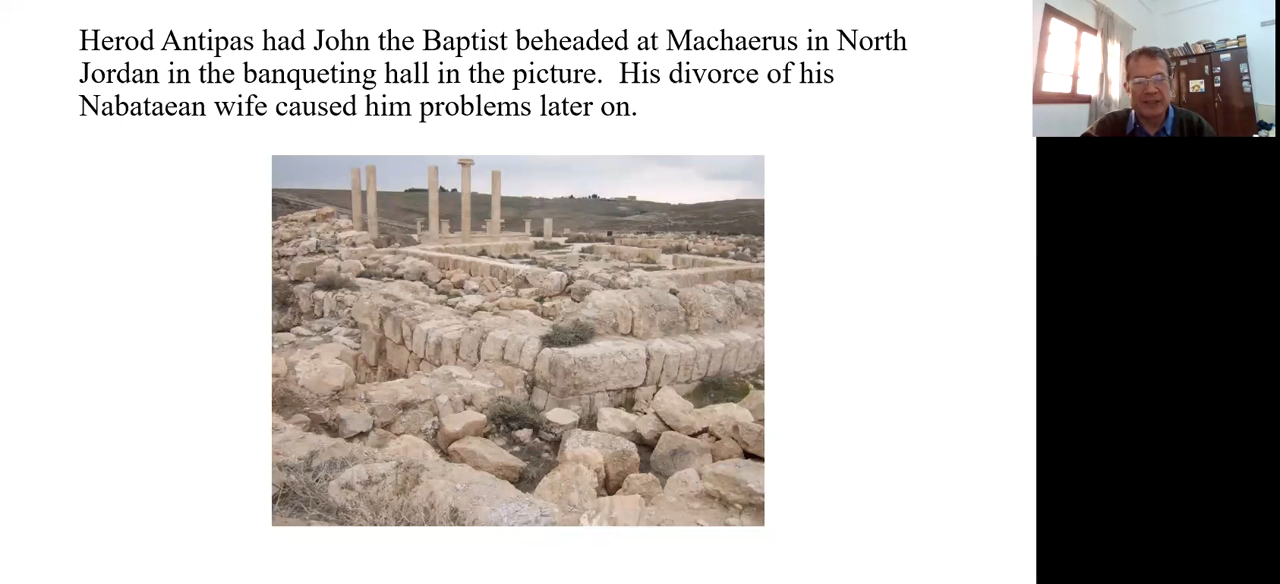 Herod Antipas had John the Baptist beheaded at Machaerus in North
Jordan in the banqueting hall in the picture.  His divorce of his
Nabataean wife caused him problems later on.